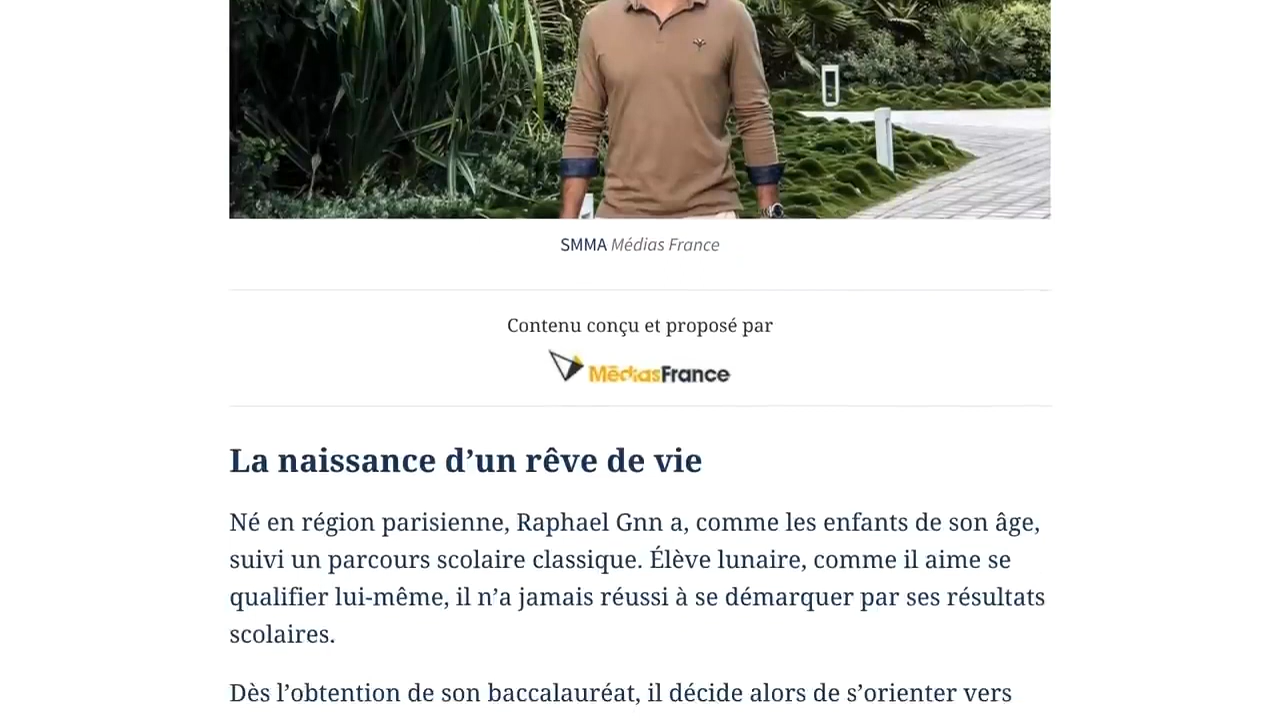 SMMA Médias France
Contenu conçu et proposé par
MédiasFrance
La naissance d’un rêve de vie
Né en région parisienne, Raphael Gnn a, comme les enfants de son âge,
suivi un parcours scolaire classique. Élève lunaire, comme il aime se
qualifier lui-même, il n’a jamais réussi à se démarquer par ses résultats
scolaires.
Dès l’obtention de son baccalauréat, il décide alors de s’orienter vers